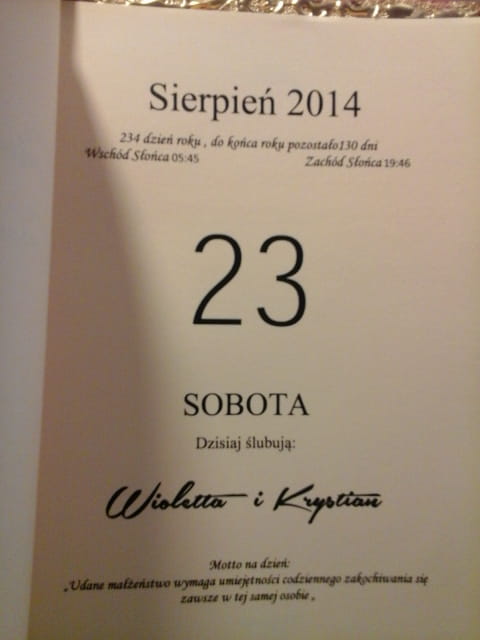 Sierpień 2014
234 dzień roku , do końca roku pozostało130 dni
Wschód Słońca 05:45 Zachód Słońca 19:46
23
SOBOTA
Dzisiaj ślubują:
Wioletta i Krystian
Motto na dzień:
„Udane małżeństwo wymaga umiejętności codziennego zakochiwania się
zawsze w tej samej osobie „